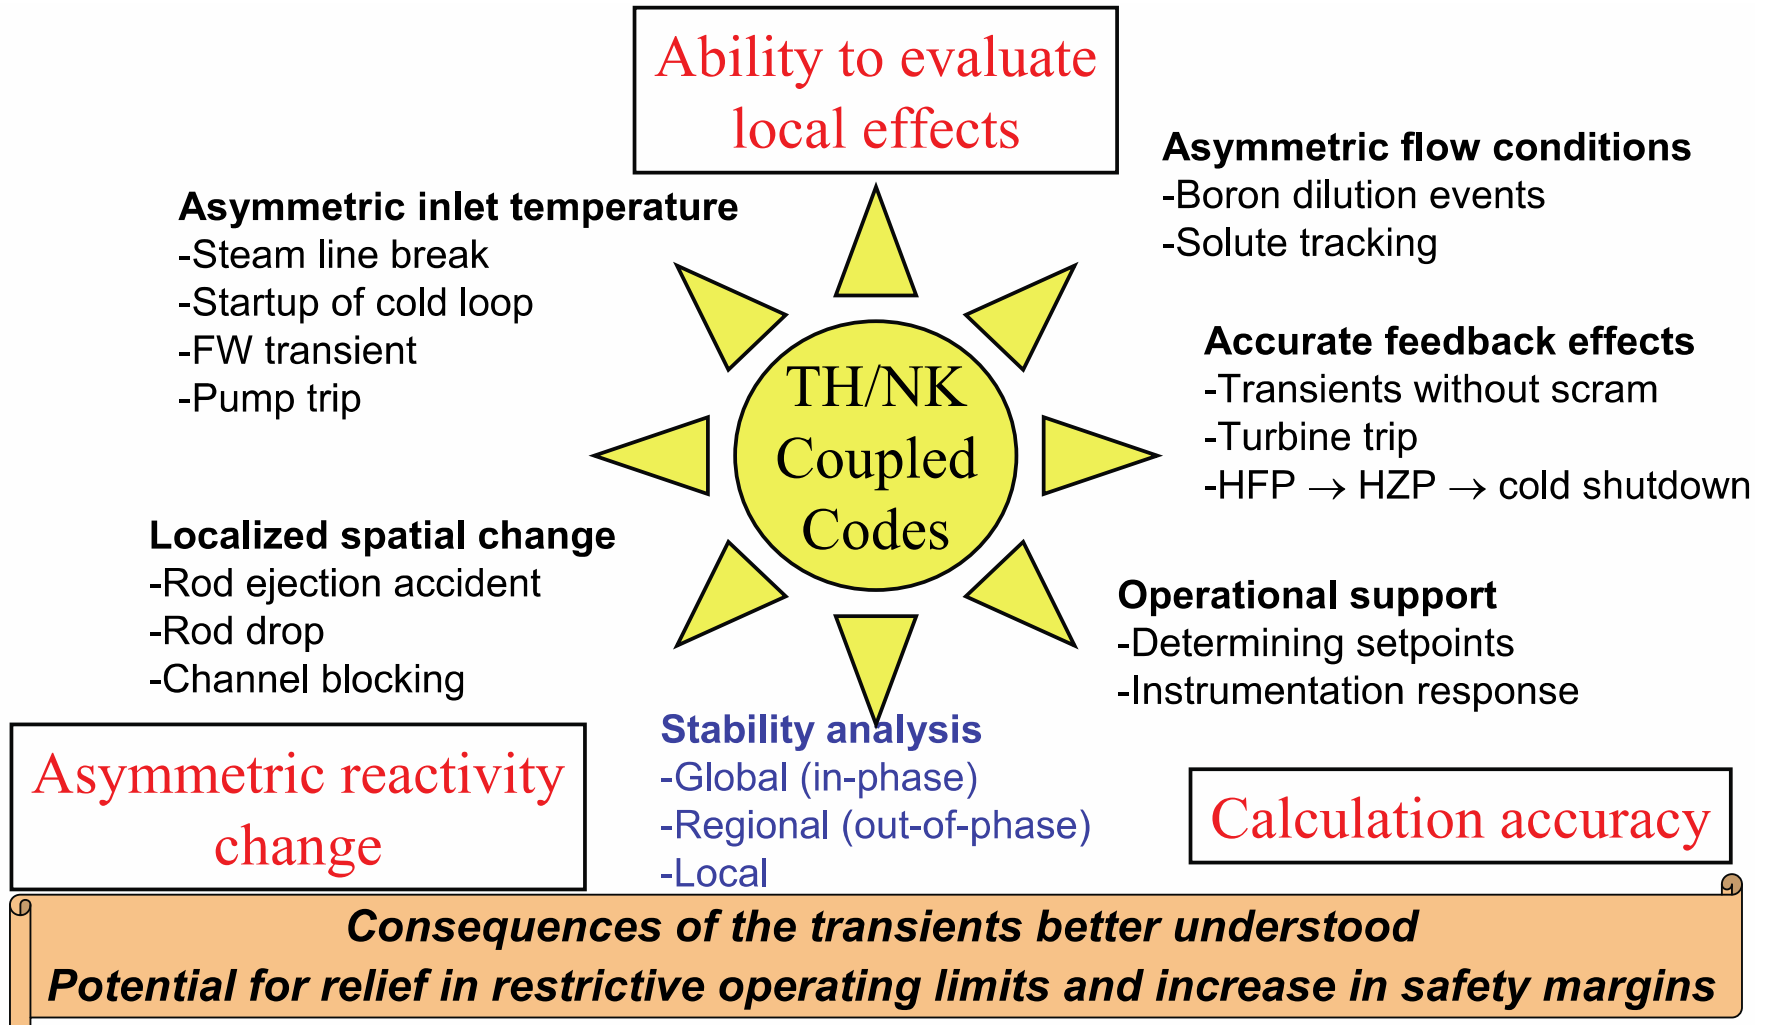 Ability to evaluate
local effects
Asymmetric inlet temperature
-Steam line break
-Startup of cold loop
-FW transient
-Pump trip
Asymmetric flow conditions
-Boron dilution events
-Solute tracking
TH/NK
Coupled
Codes
Accurate feedback effects
-Transients without scram
-Turbine trip
-HFP → HZP → cold shutdown
Localized spatial change
-Rod ejection accident
-Rod drop
-Channel blocking
Operational support
-Determining setpoints
-Instrumentation response
Stability analysis
-Global (in-phase)
-Regional (out-of-phase)
-Local
Asymmetric reactivity
change
Calculation accuracy
Consequences of the transients better understood
Potential for relief in restrictive operating limits and increase in safety margins